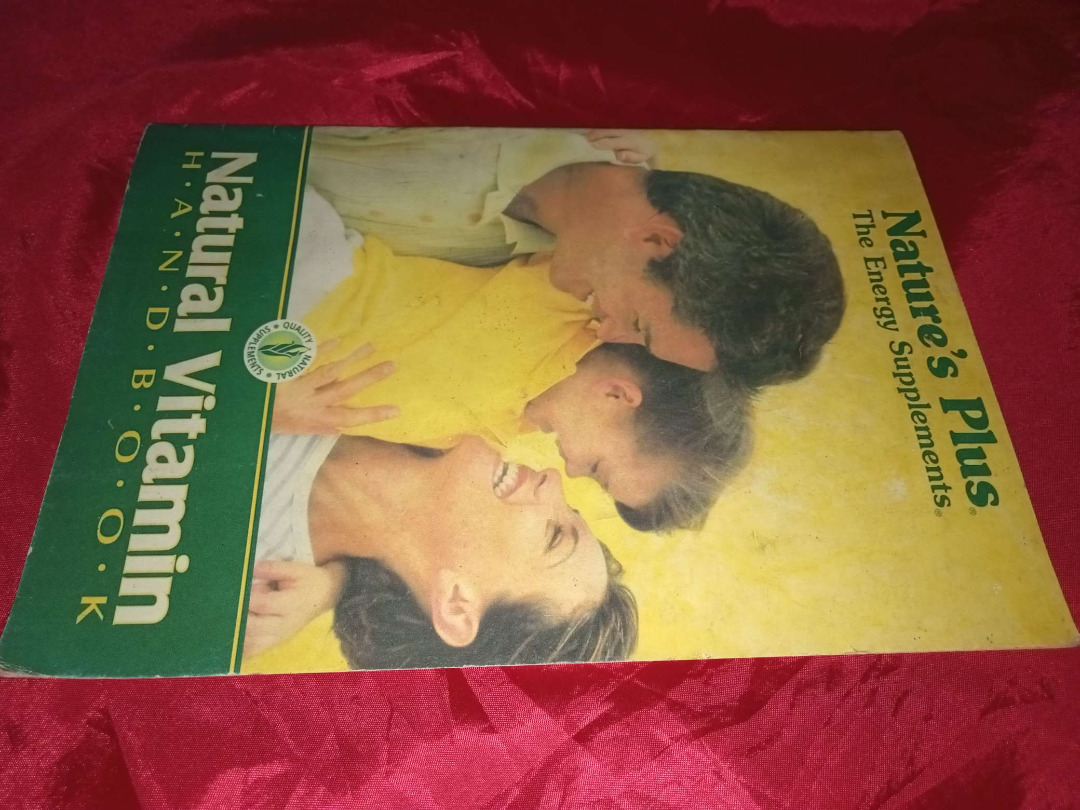 Nature's Plus®
The Energy Supplements®
QUALITY • NATURAL • SUPPLEMENTS •
Natural Vitamin
H·A·N·D·B·O·O·K